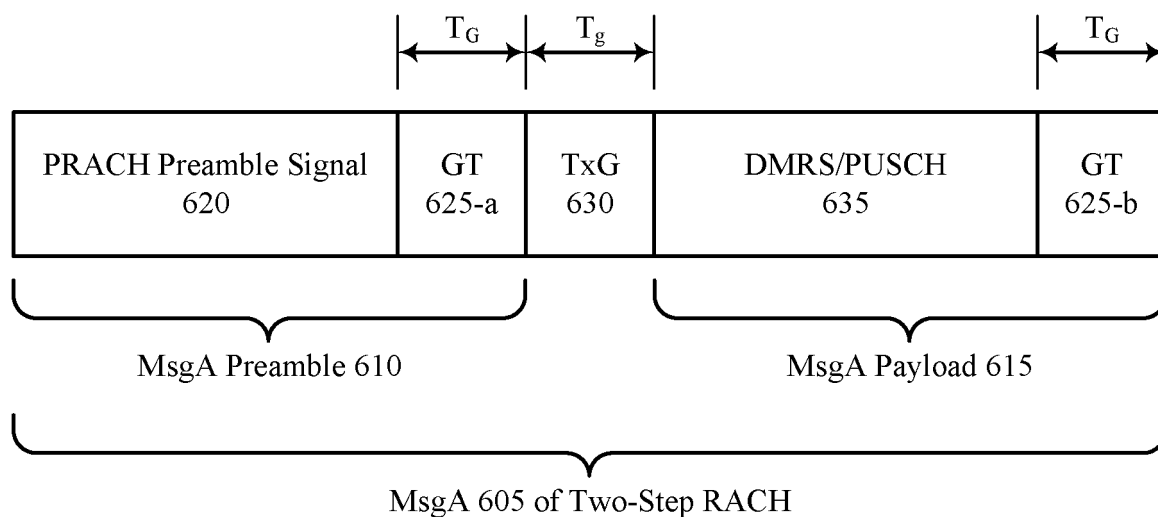 T_G T_g T_G
PRACH Preamble Signal GT TxG DMRS/PUSCH GT
620 625-a 630 635 625-b
MsgA Preamble 610 MsgA Payload 615
MsgA 605 of Two-Step RACH